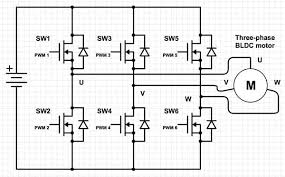 SW1
SW3
SW5
PWM 1
PWM 3
PWM 5
Three-phase
BLDC motor
U
U
V
V
W
W
M
SW2
SW4
SW6
PWM 2
PWM 4
PWM 6